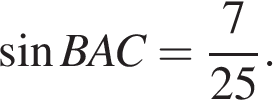 sin BAC = 7/25.